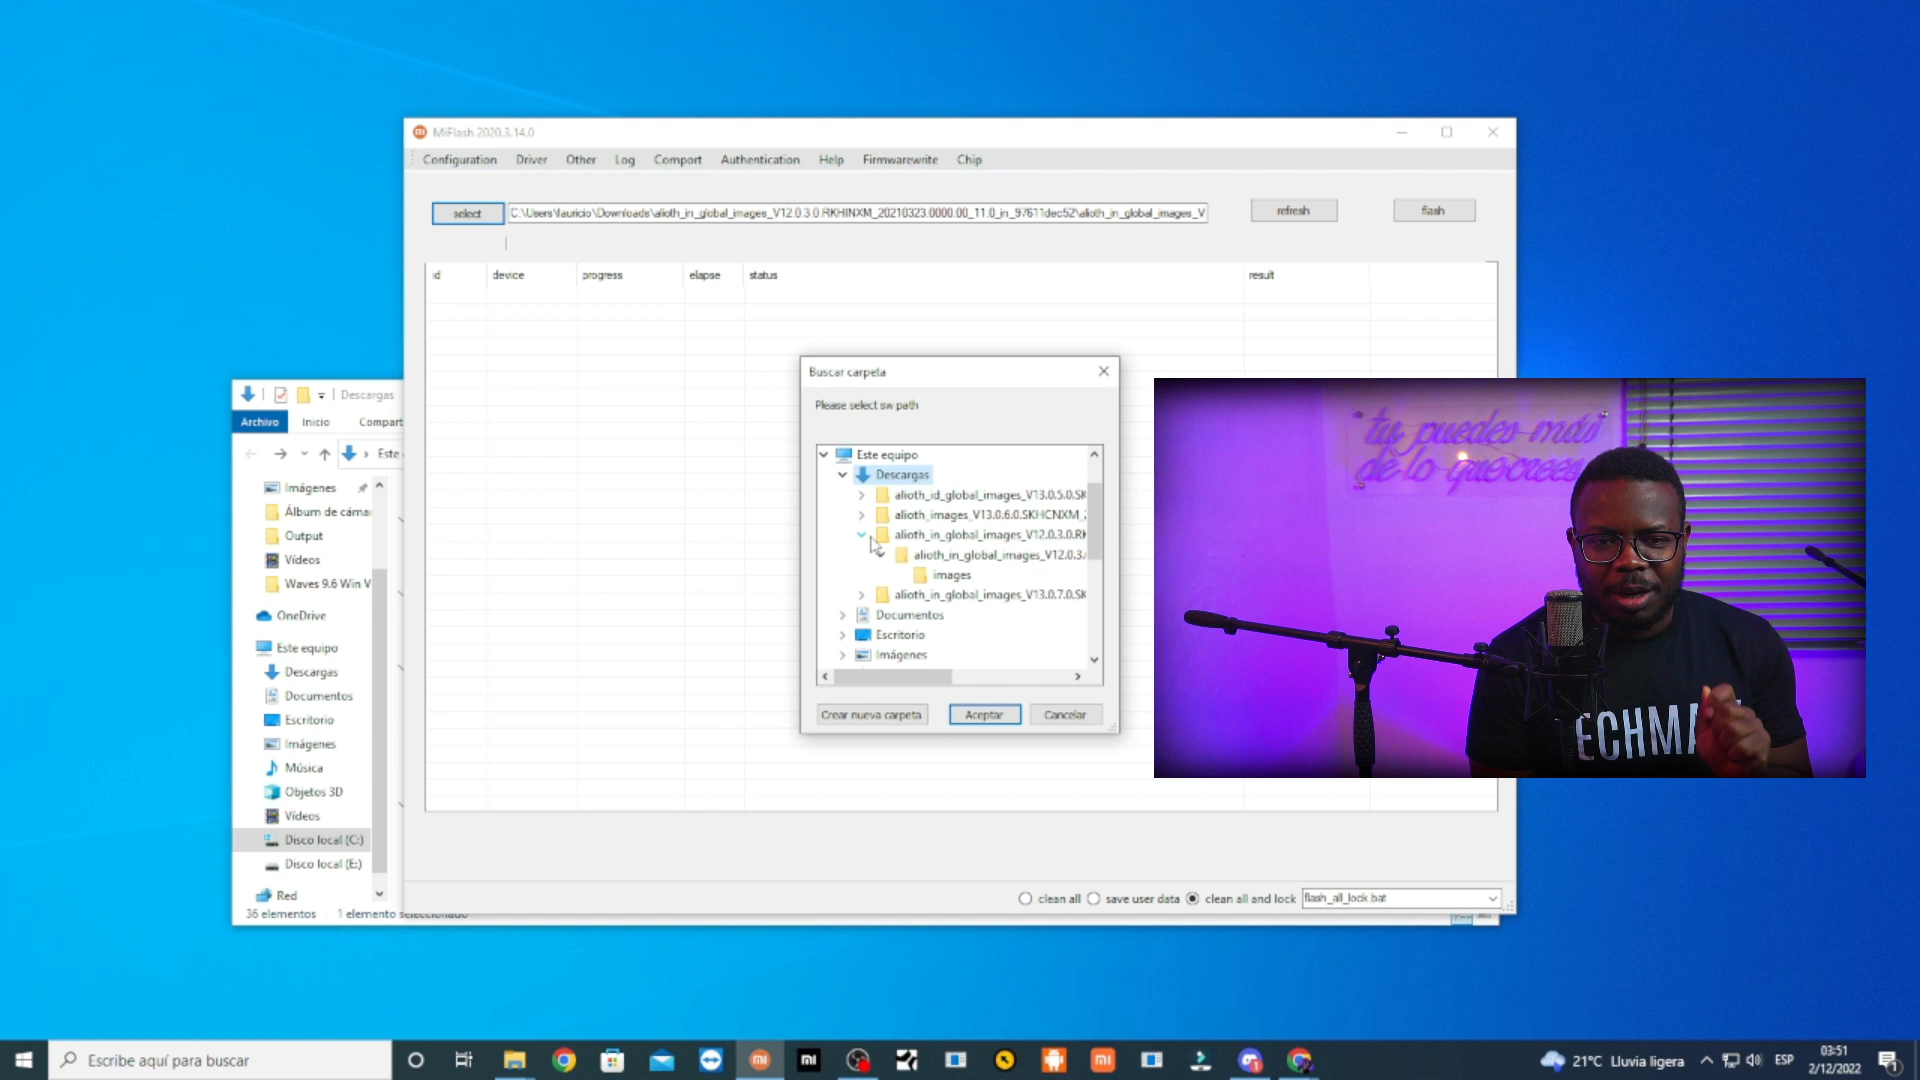 MiFlash 2020.3.14.0
Configuration Driver Other Log Comport Authentication Help Firmwarewrite Chip
select C:\Users\fauricio\Downloads\alioth_in_global_images_V12.0.3.0.RKHINXM_20210323.0000.00_11.0_in_97611dec52\alioth_in_global_images_V refresh flash
id device progress elapse status result
Buscar carpeta
Please select sw path
Este equipo
Descargas
alioth_id_global_images_V13.0.5.0.SK
alioth_images_V13.0.6.0.SKHCNXM_
alioth_in_global_images_V12.0.3.0.RK
alioth_in_global_images_V12.0.3.
images
alioth_in_global_images_V13.0.7.0.SK
Documentos
Escritorio
Imágenes
Crear nueva carpeta Aceptar Cancelar
Descargas
Archivo Inicio Compart
Este
Imágenes
Álbum de cáma
Output
Vídeos
Waves 9.6 Win V
OneDrive
Este equipo
Descargas
Documentos
Escritorio
Imágenes
Música
Objetos 3D
Vídeos
Disco local (C:)
Disco local (E:)
Red
36 elementos 1 elemento seleccionado
clean all save user data clean all and lock flash_all_lock.bat
tu puedes más
de lo que crees
ECHMA
Escribe aquí para buscar
21°C Lluvia ligera ESP
03:51
2/12/2022